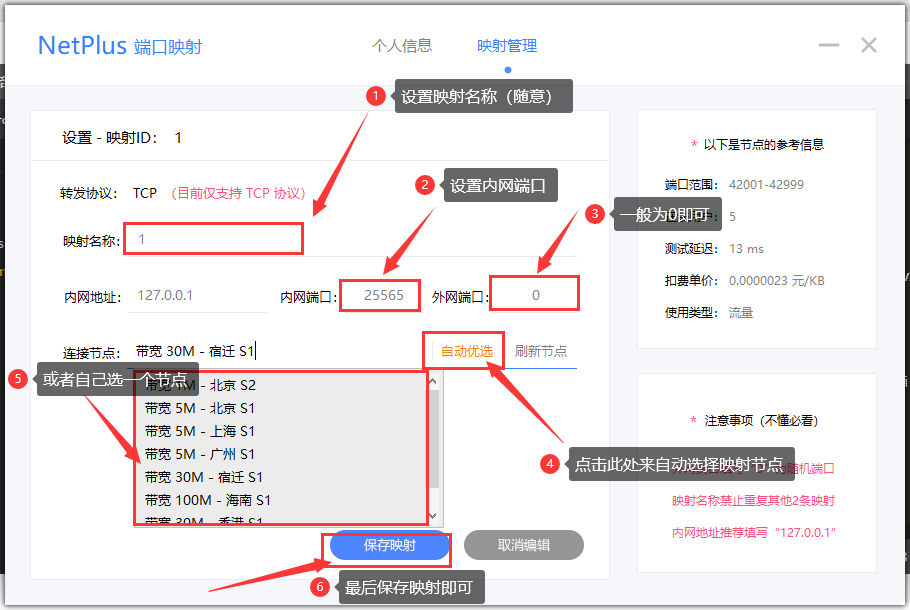 NetPlus 端口映射
个人信息
映射管理
1 设置映射名称（随意）
设置 - 映射ID： 1
转发协议： TCP （目前仅支持 TCP 协议）
映射名称： 1
2 设置内网端口
3 一般为0即可
内网地址： 127.0.0.1
内网端口： 25565
外网端口： 0
连接节点： 带宽 30M - 宿迁 S1
自动优选
刷新节点
5 或者自己选一个节点
北京 S2
带宽 5M - 北京 S1
带宽 5M - 上海 S1
带宽 5M - 广州 S1
带宽 30M - 宿迁 S1
带宽 100M - 海南 S1
带宽 30M - 香港 S1
4 点击此处来自动选择映射节点
保存映射
取消编辑
6 最后保存映射即可
* 以下是节点的参考信息
端口范围： 42001-42999
5
测试延迟： 13 ms
扣费单价： 0.0000023 元/KB
使用类型： 流量
* 注意事项（不懂必看）
随机端口
映射名称禁止重复其他2条映射
内网地址推荐填写 “127.0.0.1”